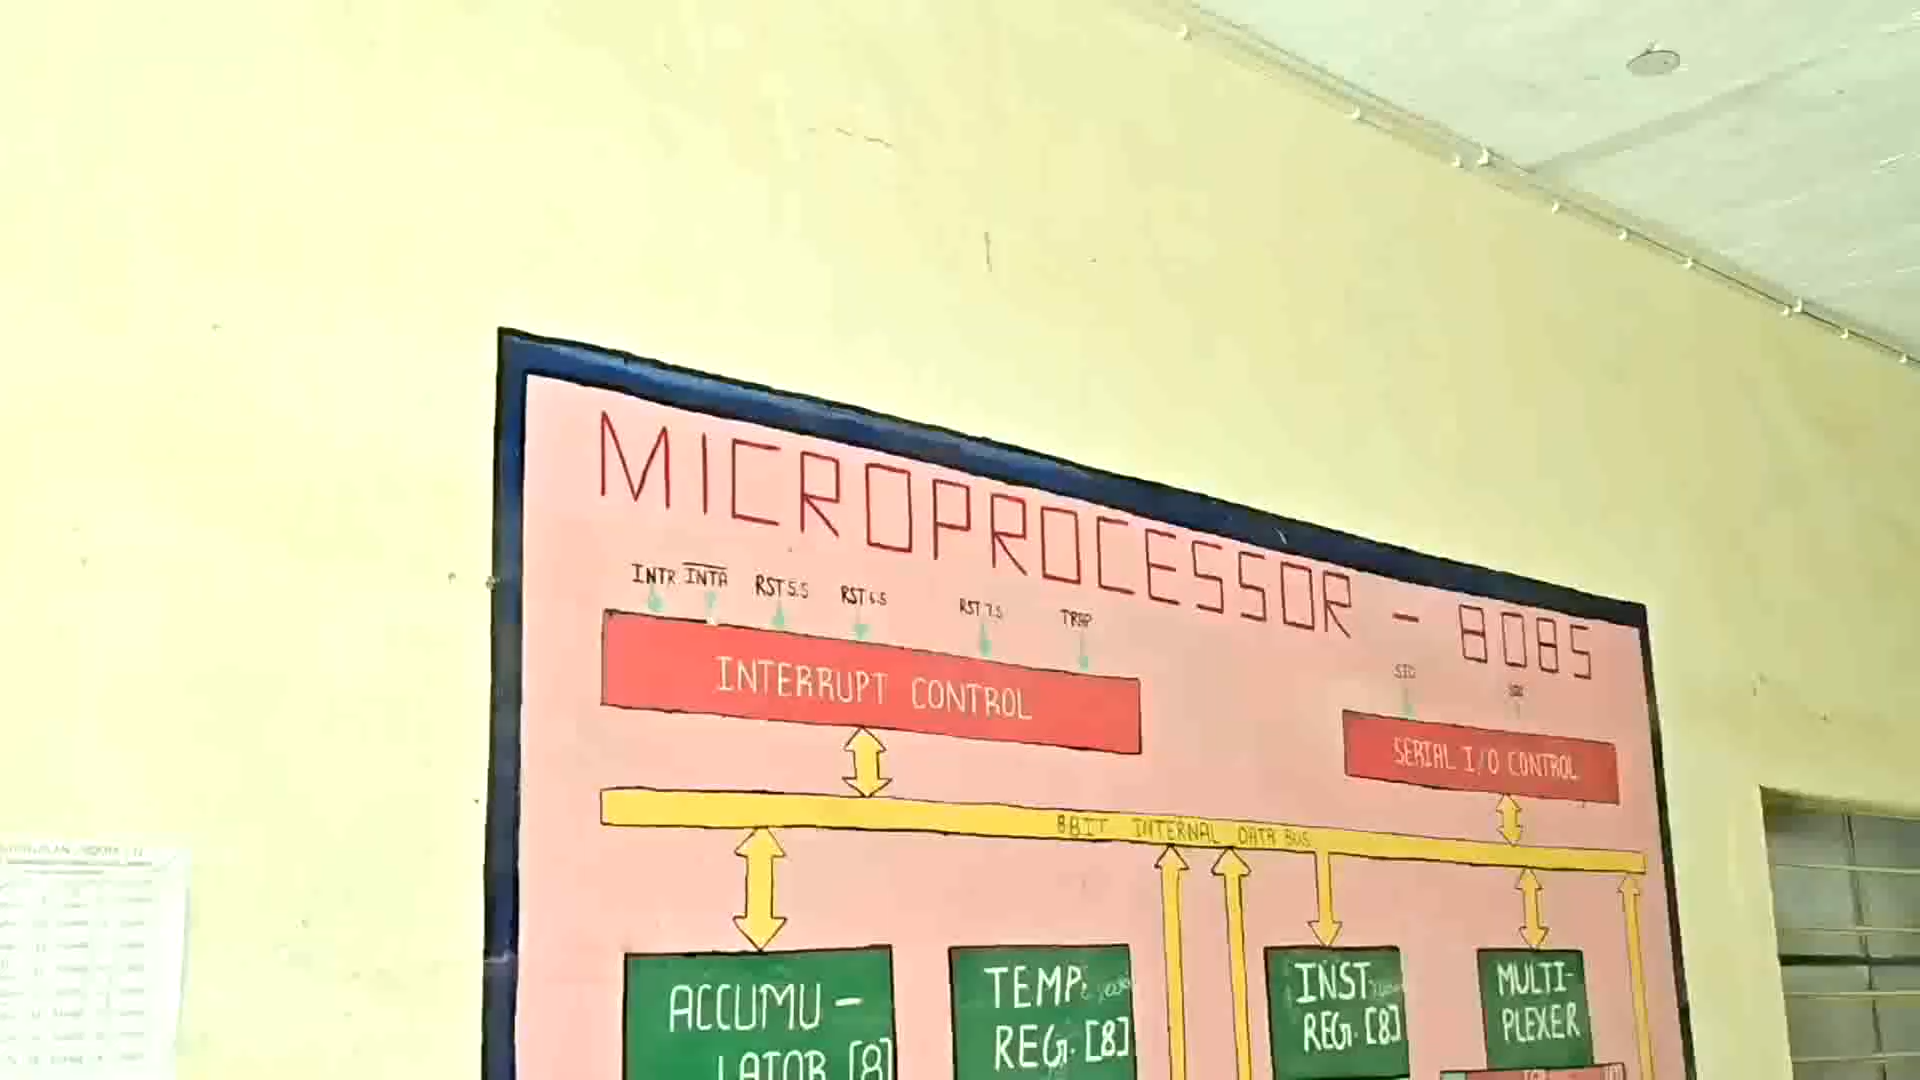 MICROPROCESSOR - 8085
INTR INTA RST 5.5 RST 6.5 RST 7.5 TRAP
SID
INTERRUPT CONTROL
SERIAL I/O CONTROL
8BIT INTERNAL DATA BUS
ACCUMU-
LATOR [8]
TEMP.
REG. [8]
INST.
REG. [8]
MULTI-
PLEXER